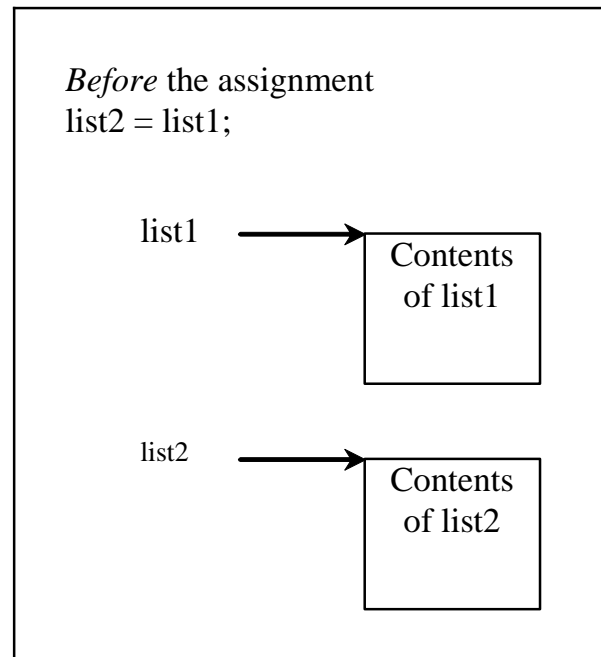 Before the assignment
list2 = list1;
list1
Contents
of list1
list2
Contents
of list2